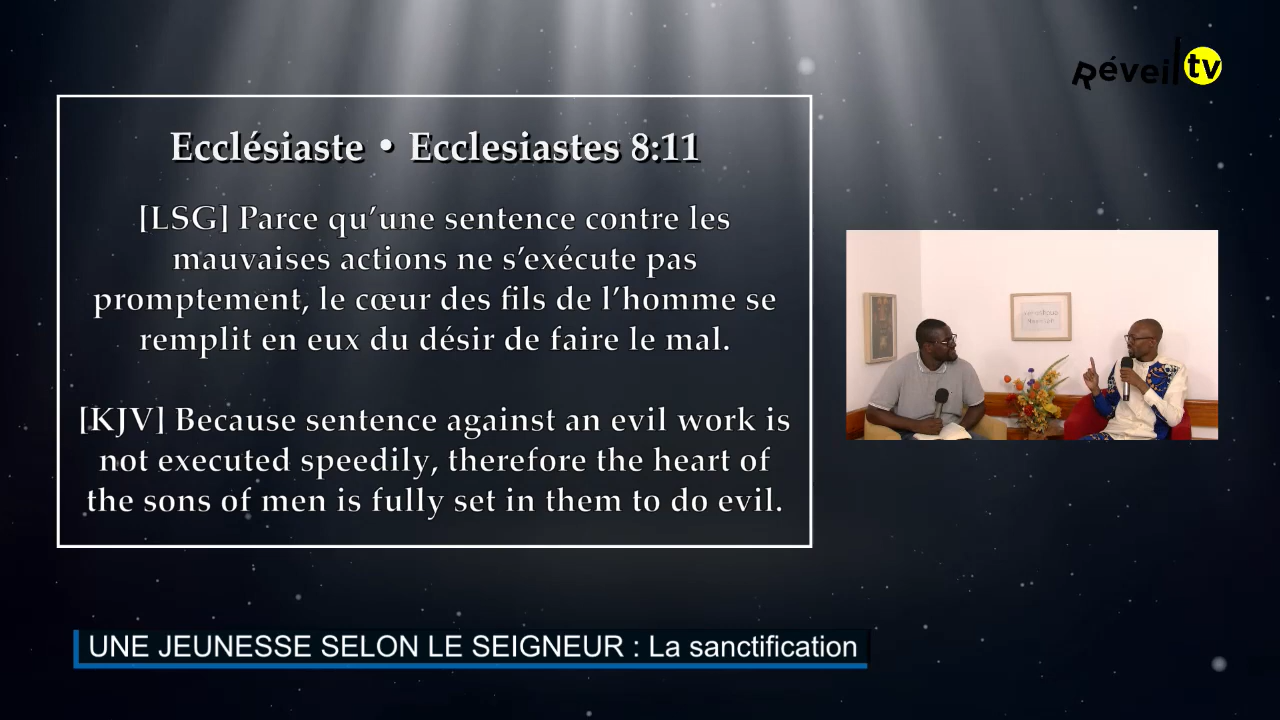 Réveil tv
Ecclésiaste • Ecclesiastes 8:11
[LSG] Parce qu’une sentence contre les
mauvaises actions ne s’exécute pas
promptement, le cœur des fils de l’homme se
remplit en eux du désir de faire le mal.
[KJV] Because sentence against an evil work is
not executed speedily, therefore the heart of
the sons of men is fully set in them to do evil.
UNE JEUNESSE SELON LE SEIGNEUR : La sanctification